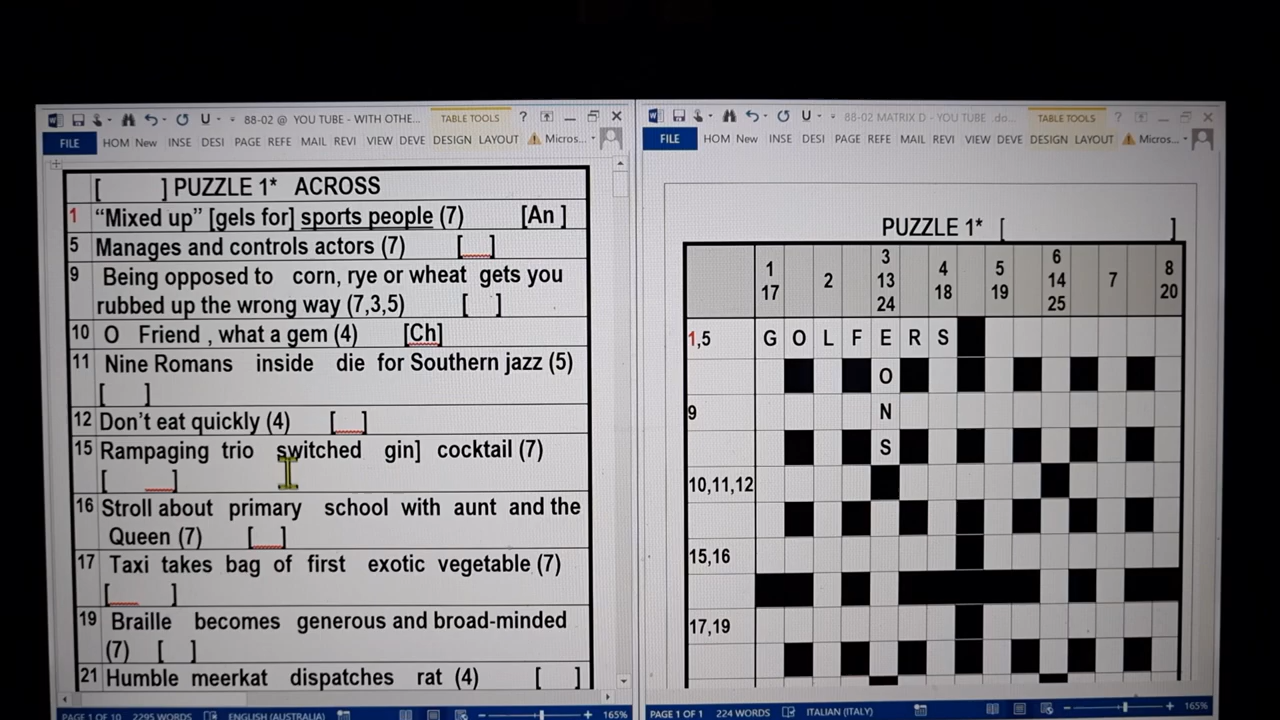 88-02 @ YOU TUBE - WITH OTHE... TABLE TOOLS ?
FILE HOM New INSE DESI PAGE REFE MAIL REVI VIEW DEVE DESIGN LAYOUT Micros...
[ ] PUZZLE 1* ACROSS
1 “Mixed up” [gels for] sports people (7) [An ]
5 Manages and controls actors (7) [ ]
9 Being opposed to corn, rye or wheat gets you
rubbed up the wrong way (7,3,5) [ ]
10 O Friend , what a gem (4) [Ch]
11 Nine Romans inside die for Southern jazz (5)
[ ]
12 Don’t eat quickly (4) [ ]
15 Rampaging trio switched gin] cocktail (7)
[ ]
16 Stroll about primary school with aunt and the
Queen (7) [ ]
17 Taxi takes bag of first exotic vegetable (7)
[ ]
19 Braille becomes generous and broad-minded
(7) [ ]
21 Humble meerkat dispatches rat (4) [ ]
PAGE 1 OF 10 2295 WORDS ENGLISH (AUSTRALIA) 165%
88-02 MATRIX D - YOU TUBE .do... TABLE TOOLS ?
FILE HOM New INSE DESI PAGE REFE MAIL REVI VIEW DEVE DESIGN LAYOUT Micros...
PUZZLE 1* [ ]
1 17 2 3 13 24 4 18 5 19 6 14 25 7 8 20
1,5 G O L F E R S
O
9 N
S
10,11,12
15,16
17,19
PAGE 1 OF 1 224 WORDS ITALIAN (ITALY) 165%